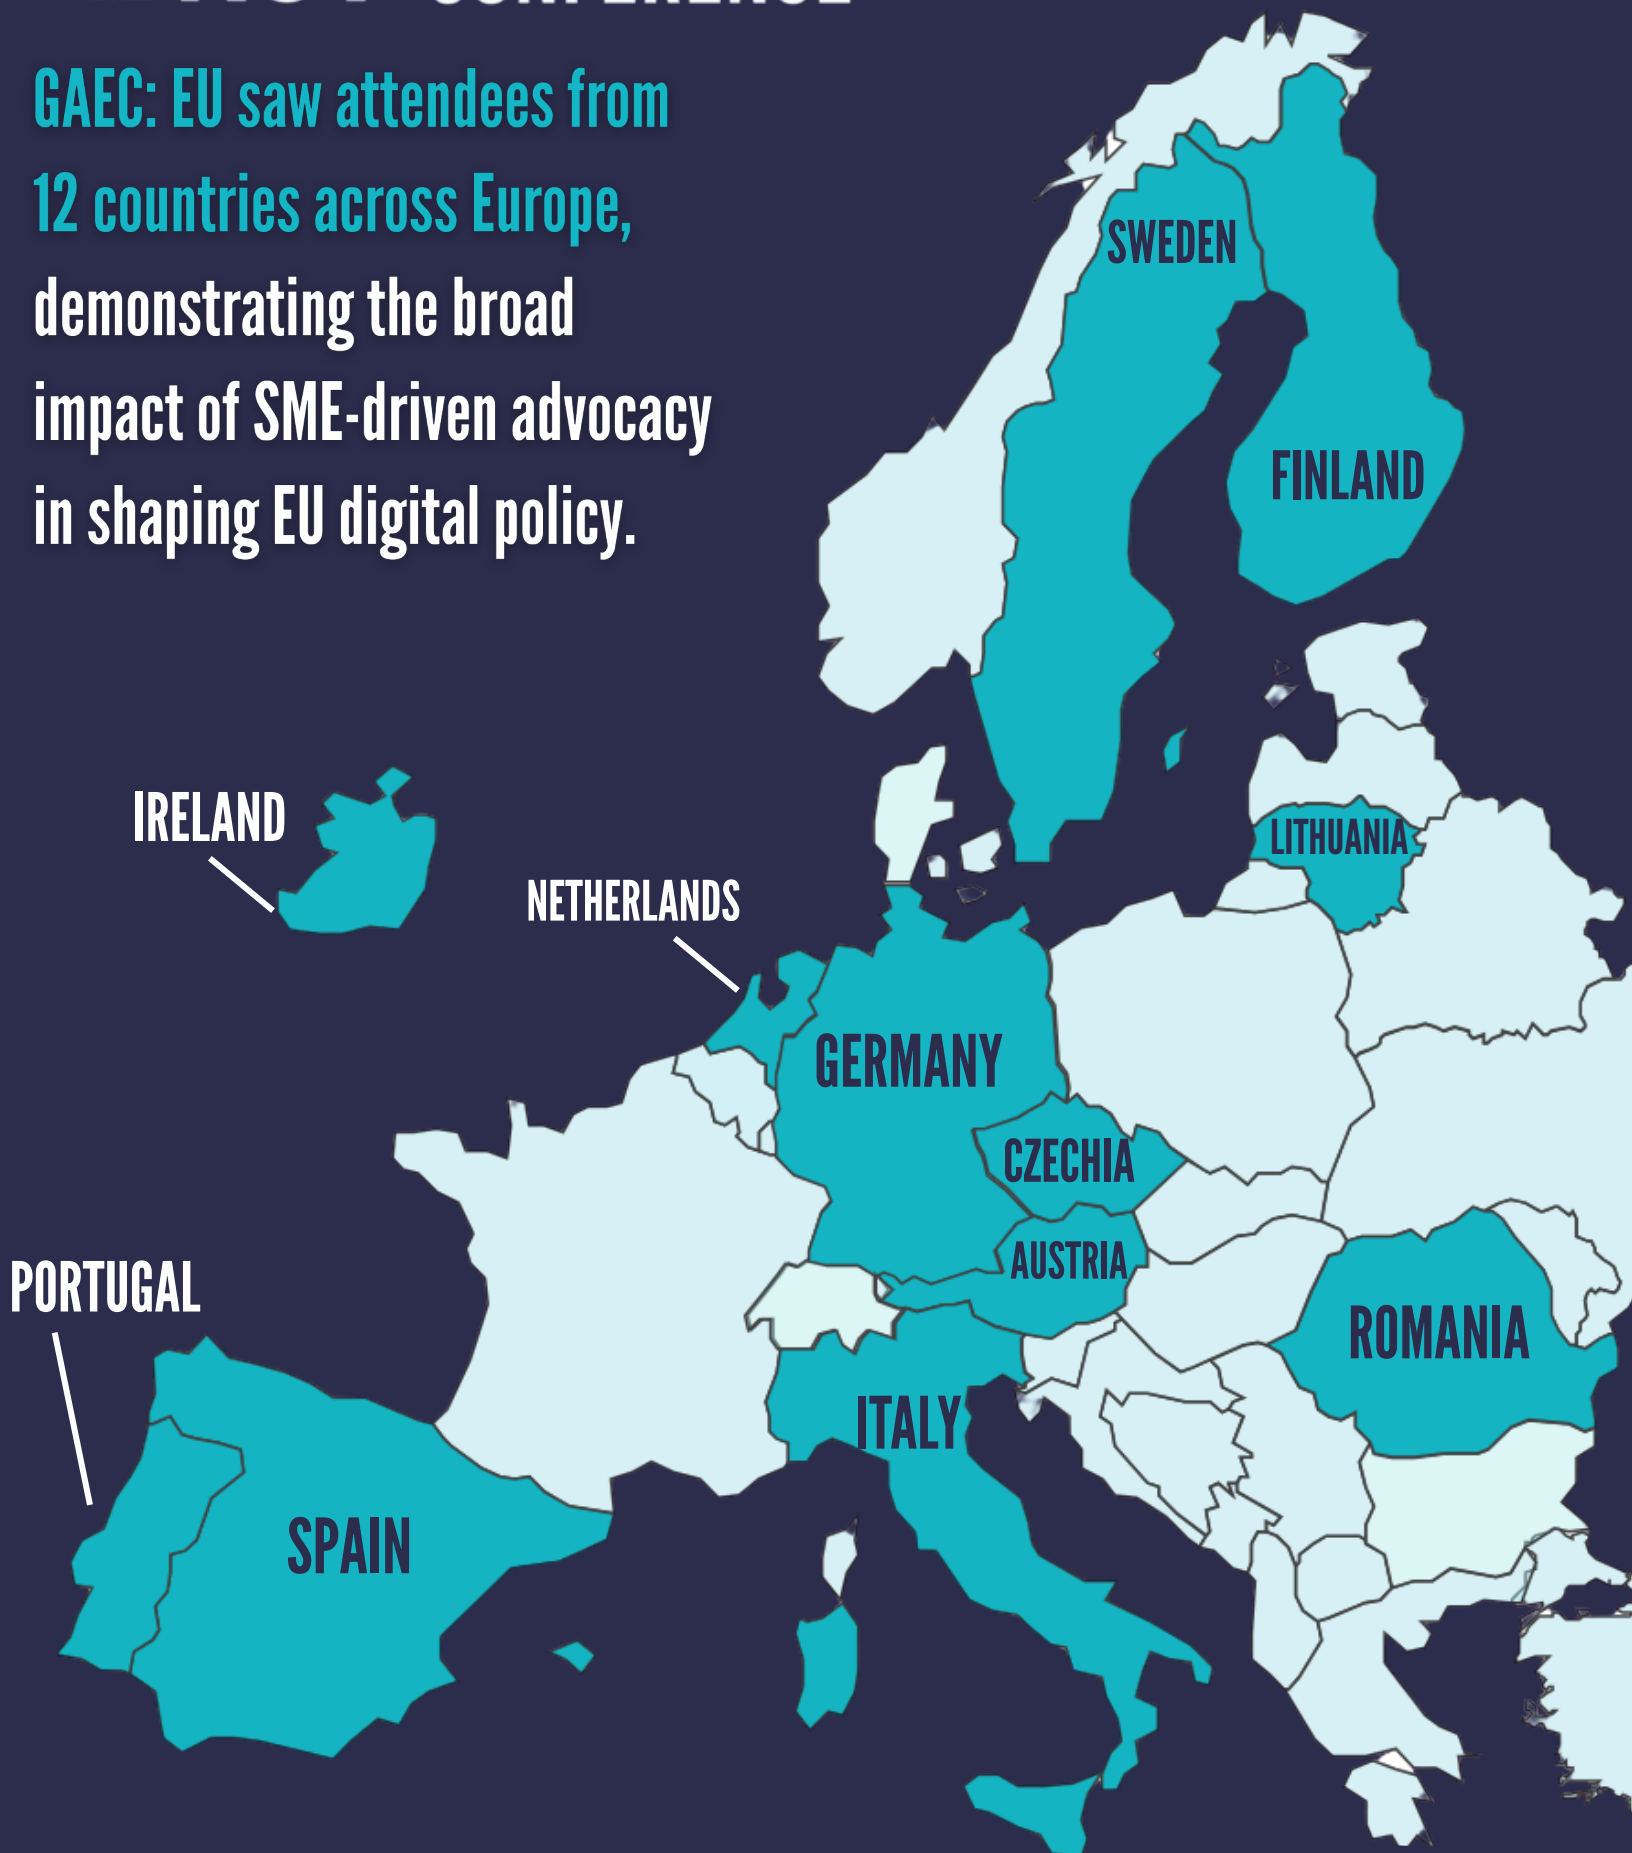 CONFERENCE
GAEC: EU saw attendees from
12 countries across Europe,
demonstrating the broad
impact of SME-driven advocacy
in shaping EU digital policy.
SWEDEN
FINLAND
IRELAND
LITHUANIA
NETHERLANDS
GERMANY
CZECHIA
AUSTRIA
PORTUGAL
ROMANIA
ITALY
SPAIN